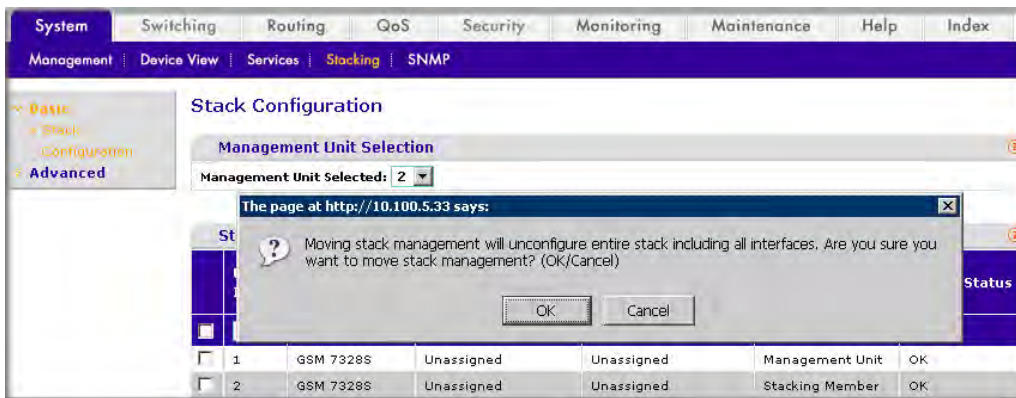 System Switching Routing QoS Security Monitoring Maintenance Help Index
Management Device View Services Stacking SNMP
Basic
Stack
Configuration
Advanced
Stack Configuration
Management Unit Selection
Management Unit Selected: 2
The page at http://10.100.5.33 says:
Moving stack management will unconfigure entire stack including all interfaces. Are you sure you
want to move stack management? (OK/Cancel)
OK Cancel
St
Status
1 GSM 7328S Unassigned Unassigned Management Unit OK
2 GSM 7328S Unassigned Unassigned Stacking Member OK